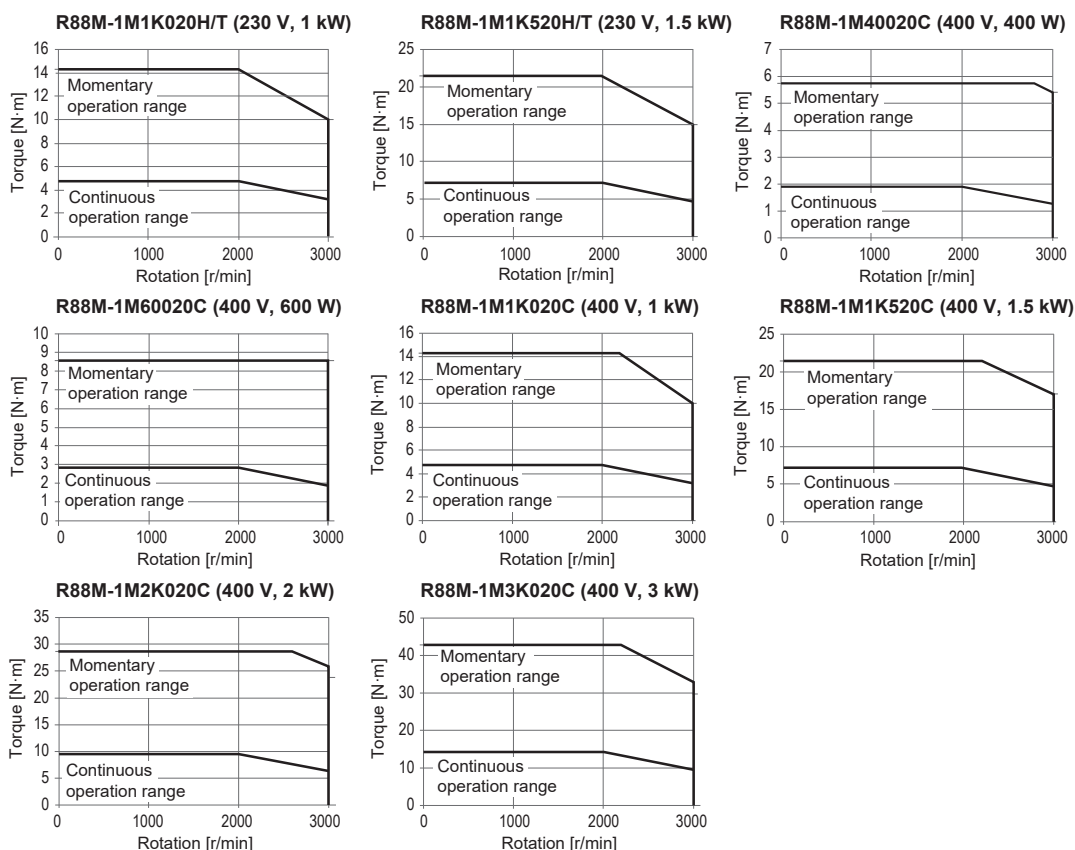 R88M-1M1K020H/T (230 V, 1 kW)
Torque [N·m]
16
14
12
10
8
6
4
2
0
Momentary
operation range
Continuous
operation range
0 1000 2000 3000
Rotation [r/min]
R88M-1M1K520H/T (230 V, 1.5 kW)
Torque [N·m]
25
20
15
10
5
0
Momentary
operation range
Continuous
operation range
0 1000 2000 3000
Rotation [r/min]
R88M-1M40020C (400 V, 400 W)
Torque [N·m]
7
6
5
4
3
2
1
0
Momentary
operation range
Continuous
operation range
0 1000 2000 3000
Rotation [r/min]
R88M-1M60020C (400 V, 600 W)
Torque [N·m]
10
9
8
7
6
5
4
3
2
1
0
Momentary
operation range
Continuous
operation range
0 1000 2000 3000
Rotation [r/min]
R88M-1M1K020C (400 V, 1 kW)
Torque [N·m]
16
14
12
10
8
6
4
2
0
Momentary
operation range
Continuous
operation range
0 1000 2000 3000
Rotation [r/min]
R88M-1M1K520C (400 V, 1.5 kW)
Torque [N·m]
25
20
15
10
5
0
Momentary
operation range
Continuous
operation range
0 1000 2000 3000
Rotation [r/min]
R88M-1M2K020C (400 V, 2 kW)
Torque [N·m]
35
30
25
20
15
10
5
0
Momentary
operation range
Continuous
operation range
0 1000 2000 3000
Rotation [r/min]
R88M-1M3K020C (400 V, 3 kW)
Torque [N·m]
50
40
30
20
10
0
Momentary
operation range
Continuous
operation range
0 1000 2000 3000
Rotation [r/min]